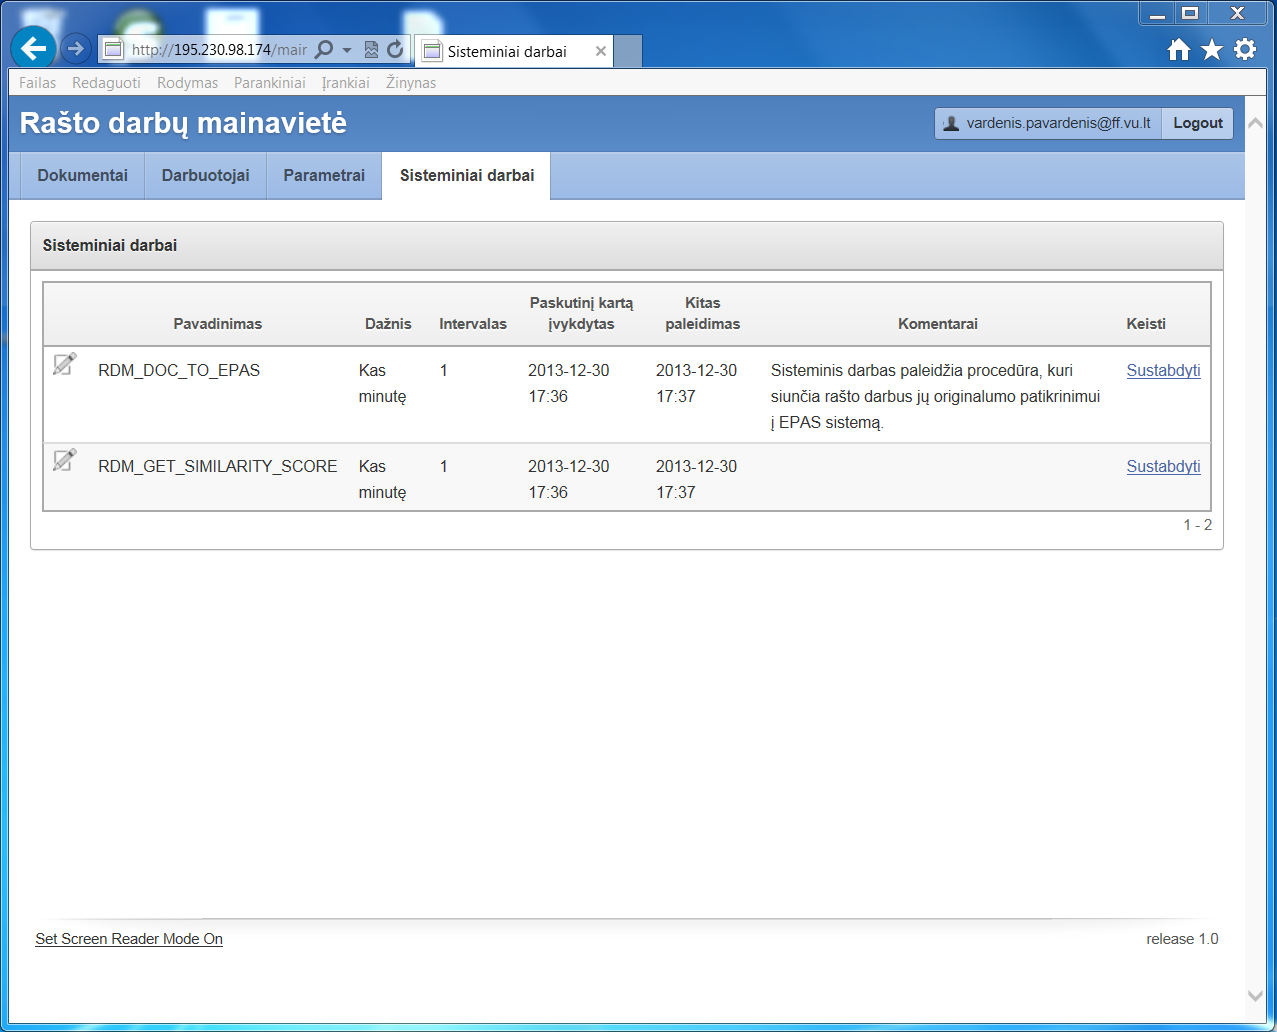 http://195.230.98.174/mair
Sisteminiai darbai
Failas Redaguoti Rodymas Parankiniai Įrankiai Žinynas
Rašto darbų mainavietė
vardenis.pavardenis@ff.vu.lt Logout
Dokumentai Darbuotojai Parametrai Sisteminiai darbai
Sisteminiai darbai
Paskutinį kartą Kitas
Pavadinimas Dažnis Intervalas įvykdytas paleidimas Komentarai Keisti
RDM_DOC_TO_EPAS Kas 1 2013-12-30 2013-12-30 Sisteminis darbas paleidžia procedūra, kuri Sustabdyti
minutę 17:36 17:37 siunčia rašto darbus jų originalumo patikrinimui
į EPAS sistemą.
RDM_GET_SIMILARITY_SCORE Kas 1 2013-12-30 2013-12-30 Sustabdyti
minutę 17:36 17:37
1 - 2
Set Screen Reader Mode On release 1.0